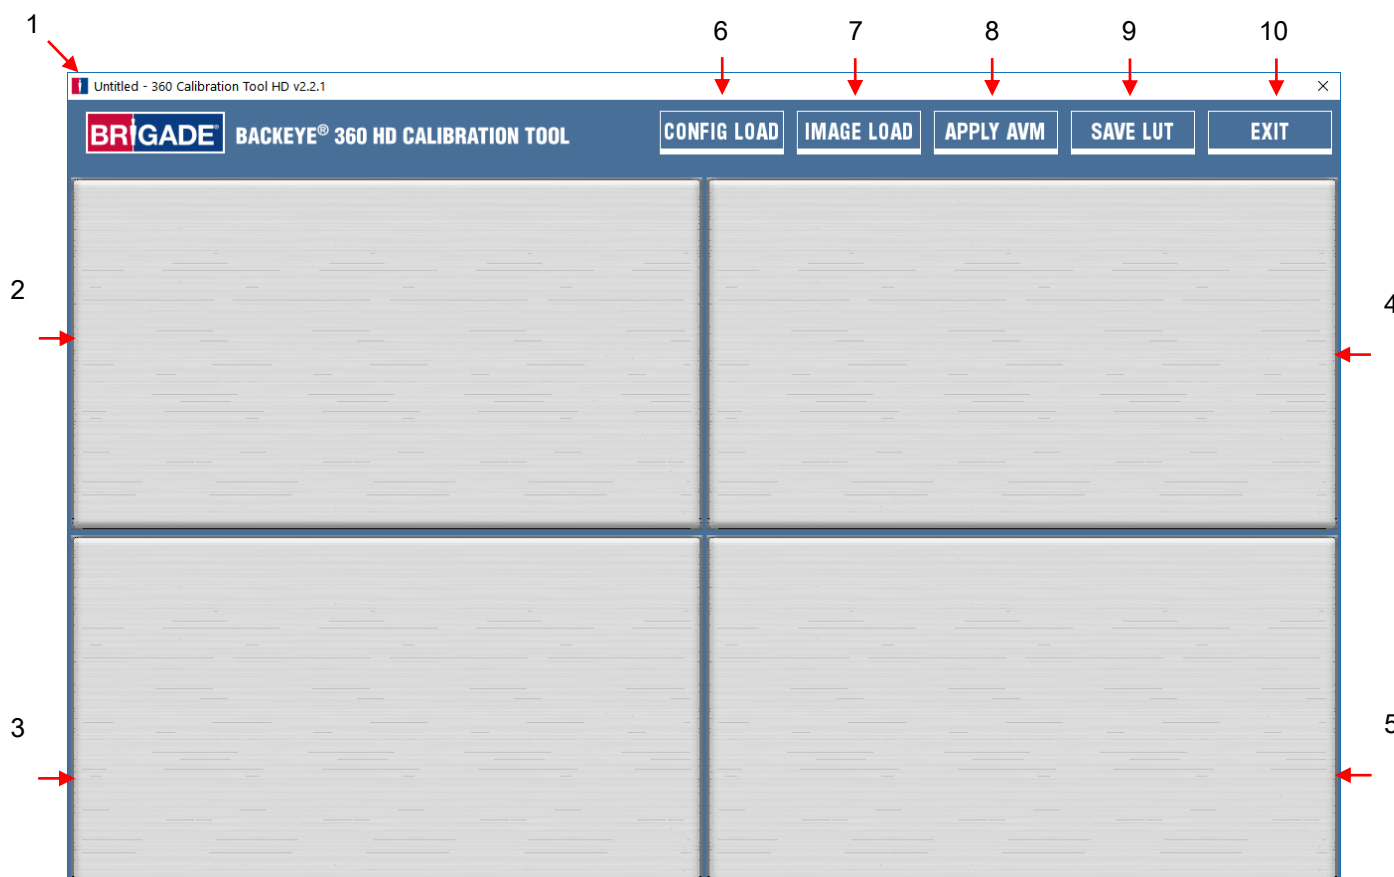 1
6 7 8 9 10
Untitled - 360 Calibration Tool HD v2.2.1
BRIGADE® BACKEYE® 360 HD CALIBRATION TOOL CONFIG LOAD IMAGE LOAD APPLY AVM SAVE LUT EXIT
2
4
3
5